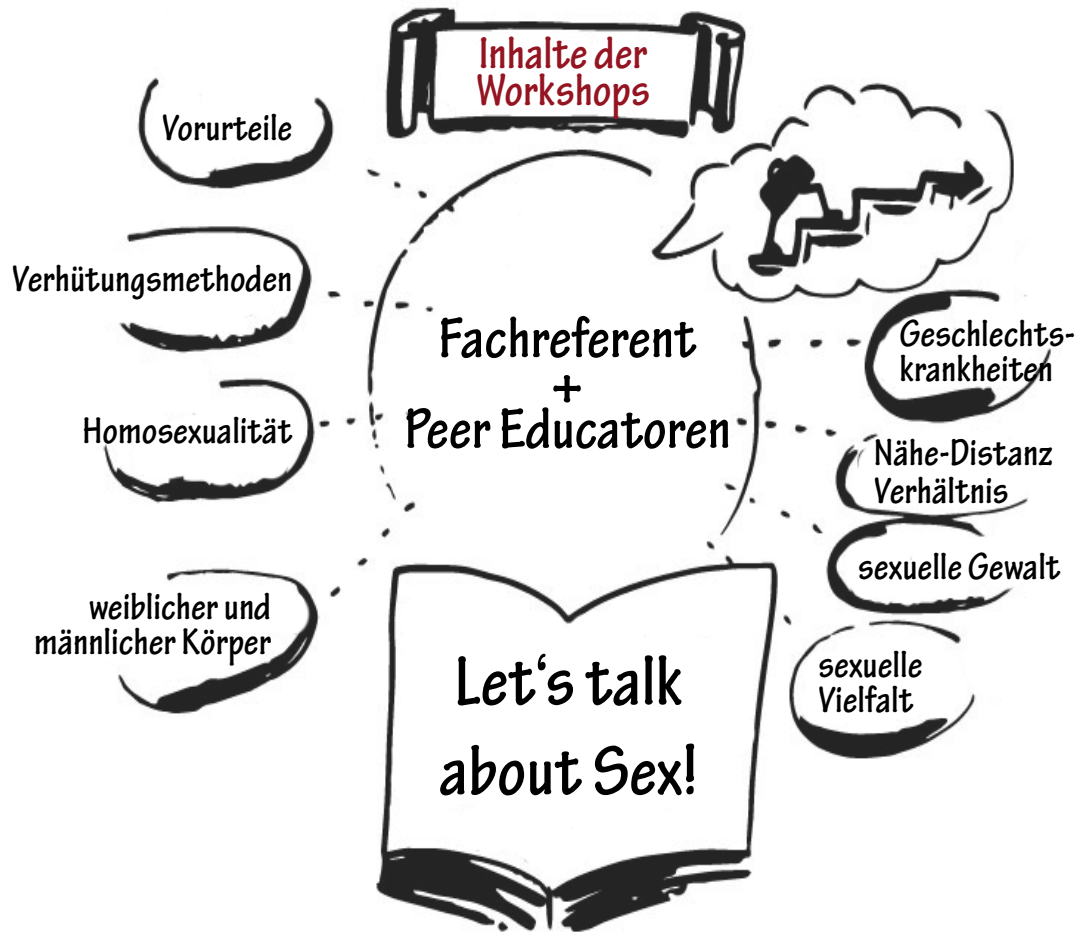 Inhalte der
Workshops
Vorurteile
Verhütungsmethoden
Homosexualität
weiblicher und
männlicher Körper
Fachreferent
+
Peer Educatoren
Geschlechts-
krankheiten
Nähe-Distanz
Verhältnis
sexuelle Gewalt
sexuelle
Vielfalt
Let‘s talk
about Sex!